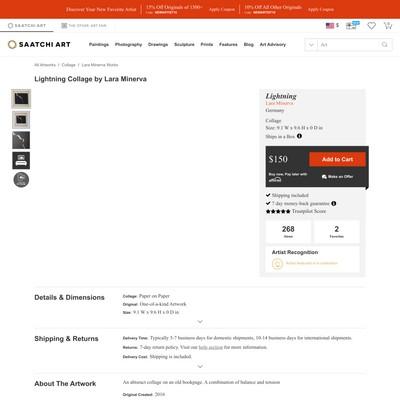 Discover Your New Favorite Artist
15% Off Originals of 1500+
Apply Coupon
10% Off All Other Originals
Apply Coupon
SAATCHI ART
THE OTHER ART FAIR
$
SAATCHI ART
Paintings Photography Drawings Sculpture Prints Features Blog Art Advisory
Art
All Artworks / Collage / Lara Minerva Works
Lightning Collage by Lara Minerva
Lightning
Lara Minerva
Germany
Collage
Size: 9.1 W x 9.6 H x 0 D in
Ships in a Box
$150
Add to Cart
Buy now, Pay later with
affirm
Make an Offer
Shipping included
7 day money-back guarantee
Trustpilot Score
268
Views
2
Favorites
Artist Recognition
Artist featured in a collection
Details & Dimensions
Collage: Paper on Paper
Original: One-of-a-kind Artwork
Size: 9.1 W x 9.6 H x 0 D in
Shipping & Returns
Delivery Time: Typically 5-7 business days for domestic shipments, 10-14 business days for international shipments.
Returns: 7-day return policy. Visit our help section for more information.
Delivery Cost: Shipping is included.
About The Artwork
An abstract collage on an old bookpage. A combination of balance and tension
Original Created: 2016